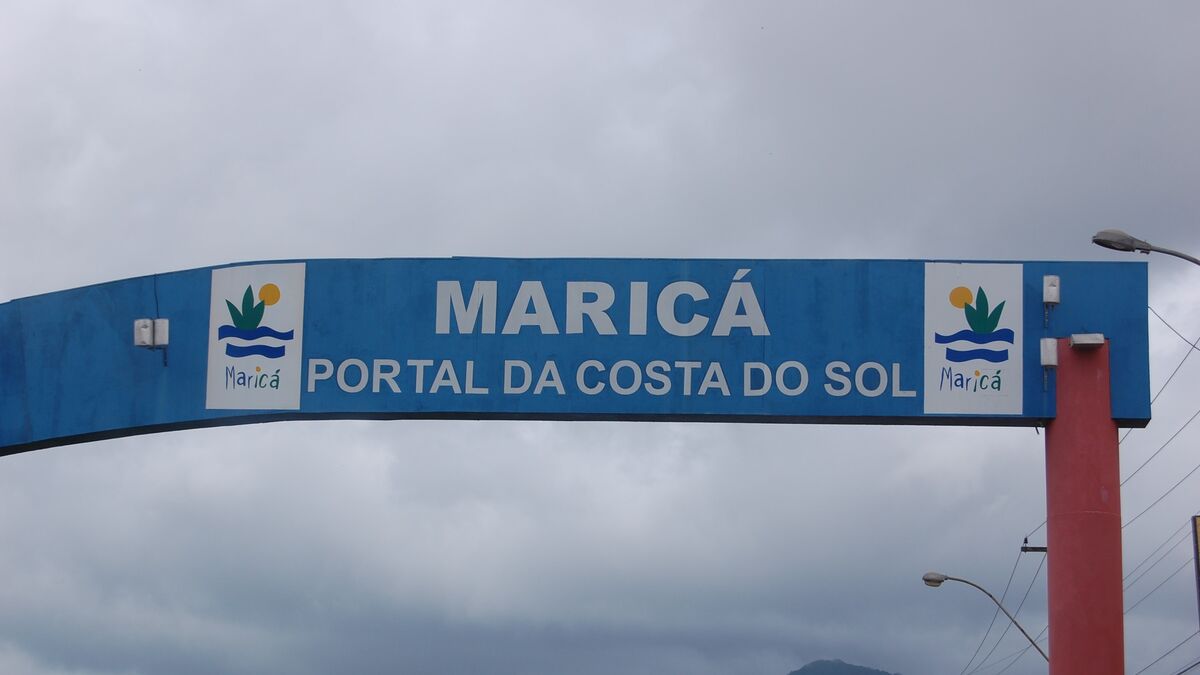 MARICÁ
PORTAL DA COSTA DO SOL
Maricá
Maricá